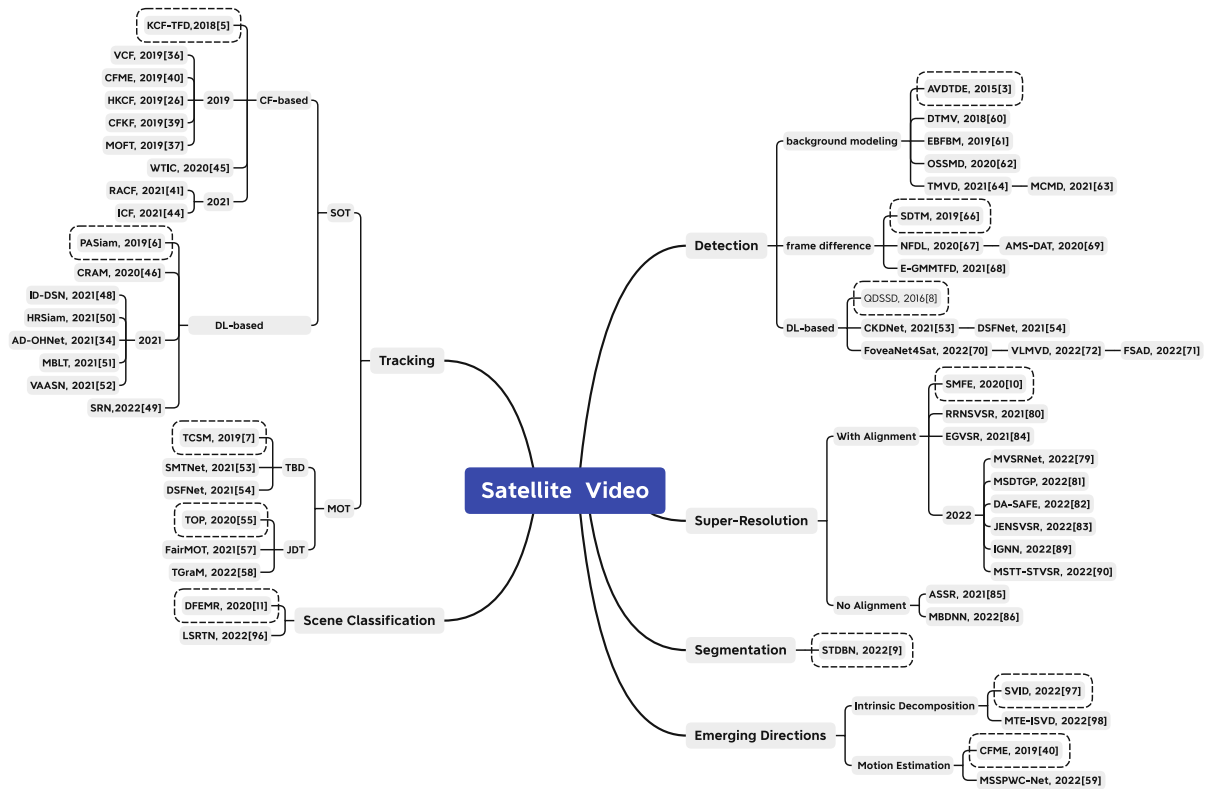 Satellite Video
Tracking
SOT
CF-based
KCF-TFD,2018[5]
2019
VCF, 2019[36]
CFME, 2019[40]
HKCF, 2019[26]
CFKF, 2019[39]
MOFT, 2019[37]
WTIC, 2020[45]
2021
RACF, 2021[41]
ICF, 2021[44]
DL-based
PASiam, 2019[6]
CRAM, 2020[46]
2021
ID-DSN, 2021[48]
HRSiam, 2021[50]
AD-OHNet, 2021[34]
MBLT, 2021[51]
VAASN, 2021[52]
SRN,2022[49]
MOT
TBD
TCSM, 2019[7]
SMTNet, 2021[53]
DSFNet, 2021[54]
JDT
TOP, 2020[55]
FairMOT, 2021[57]
TGraM, 2022[58]
Scene Classification
DFEMR, 2020[11]
LSRTN, 2022[96]
Detection
background modeling
AVDTDE, 2015[3]
DTMV, 2018[60]
EBFBM, 2019[61]
OSSMD, 2020[62]
TMVD, 2021[64]
MCMD, 2021[63]
frame difference
SDTM, 2019[66]
NFDL, 2020[67]
AMS-DAT, 2020[69]
E-GMMTFD, 2021[68]
DL-based
QDSSD, 2016[8]
CKDNet, 2021[53]
DSFNet, 2021[54]
FoveaNet4Sat, 2022[70]
VLMVD, 2022[72]
FSAD, 2022[71]
Super-Resolution
With Alignment
SMFE, 2020[10]
RRNSVSR, 2021[80]
EGVSR, 2021[84]
2022
MVSRNet, 2022[79]
MSDTGP, 2022[81]
DA-SAFE, 2022[82]
JENSVSR, 2022[83]
IGNN, 2022[89]
MSTT-STVSR, 2022[90]
No Alignment
ASSR, 2021[85]
MBDNN, 2022[86]
Segmentation
STDBN, 2022[9]
Emerging Directions
Intrinsic Decomposition
SVID, 2022[97]
MTE-ISVD, 2022[98]
Motion Estimation
CFME, 2019[40]
MSSPWC-Net, 2022[59]